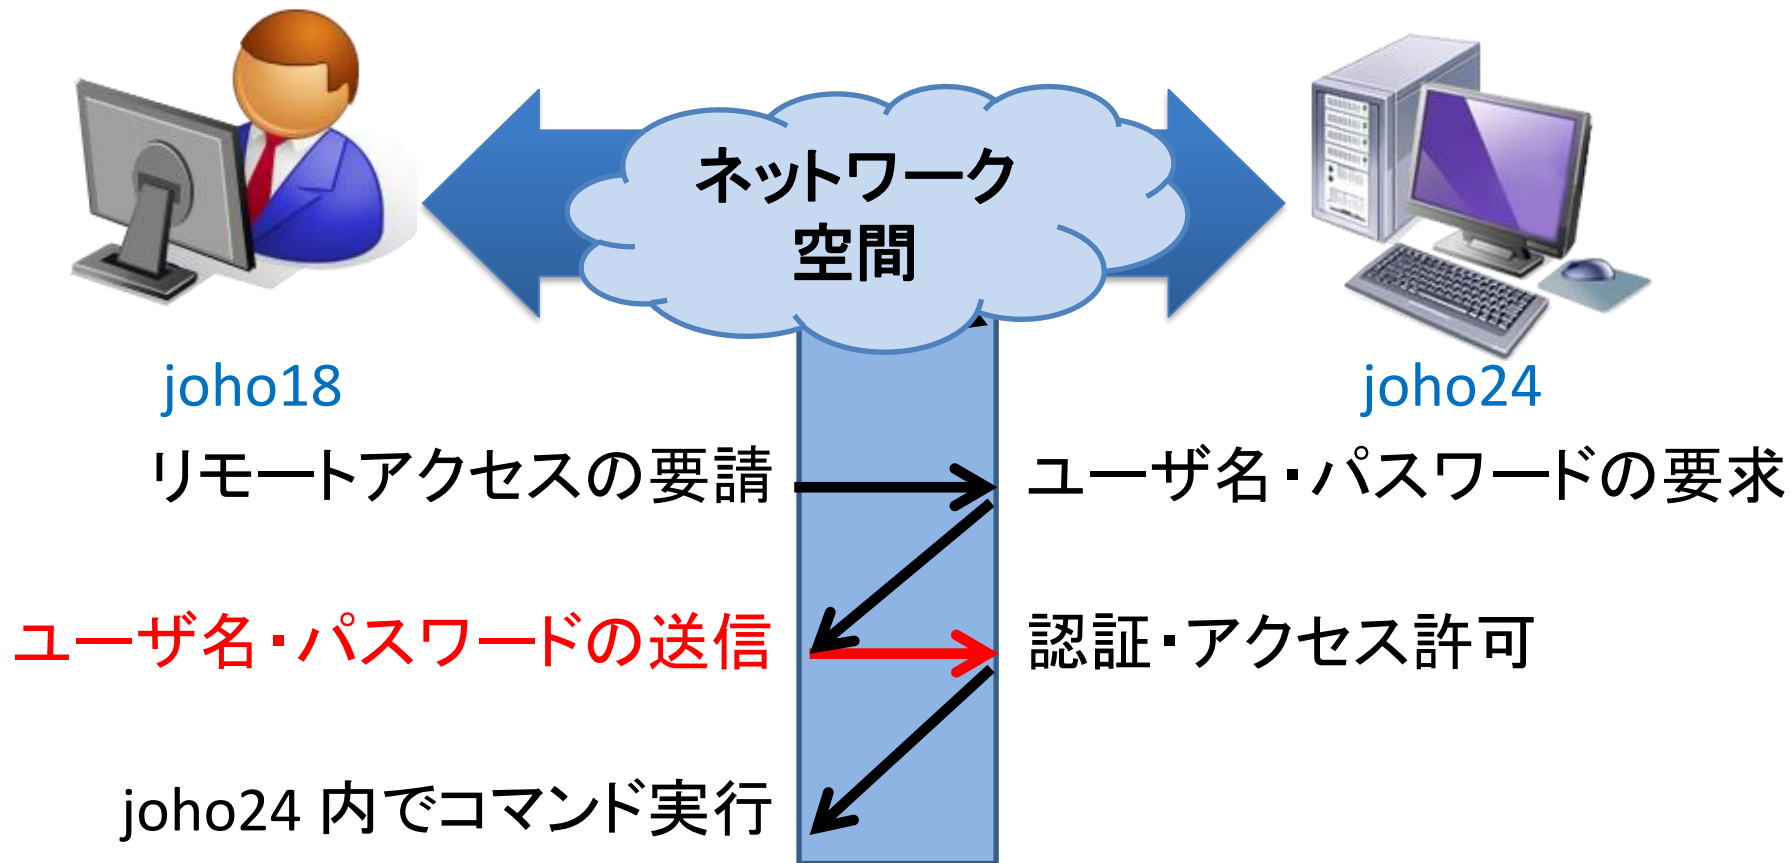 ネットワーク
空間
joho18
joho24
リモートアクセスの要請
ユーザ名・パスワードの要求
ユーザ名・パスワードの送信
認証・アクセス許可
joho24 内でコマンド実行